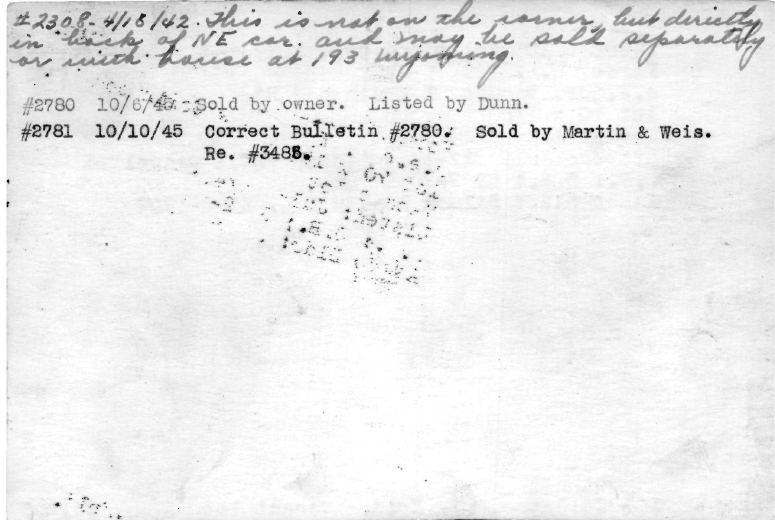 #2308-4/18/42. This is not on the corner, but directly
in back of NE cor. and may be sold separately
or with house at 193 Wyoming.
#2780 10/6/45 Sold by owner. Listed by Dunn.
#2781 10/10/45 Correct Bulletin #2780. Sold by Martin & Weis.
Re. #3485.